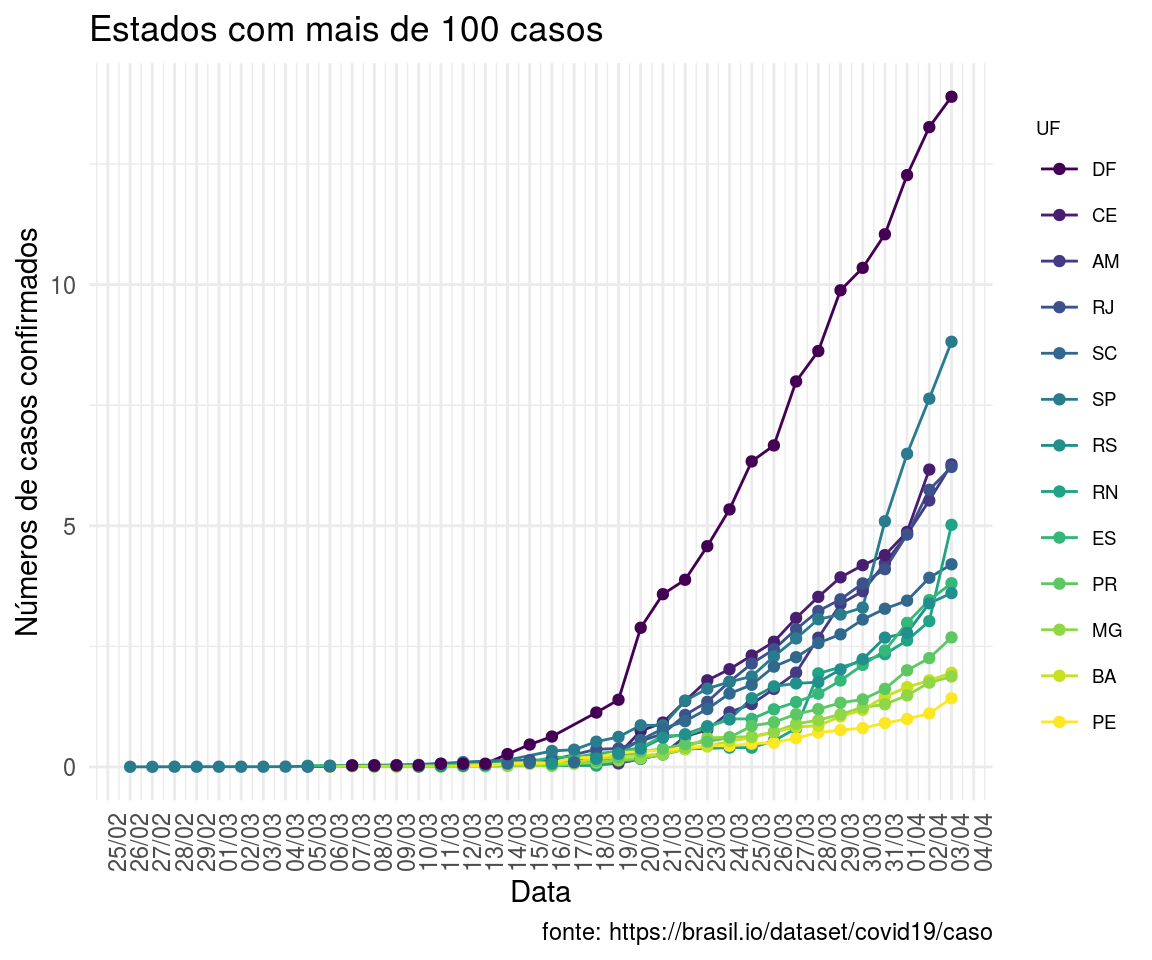 Estados com mais de 100 casos
Números de casos confirmados
10
5
0
25/02
26/02
27/02
28/02
29/02
01/03
02/03
03/03
04/03
05/03
06/03
07/03
08/03
09/03
10/03
11/03
12/03
13/03
14/03
15/03
16/03
17/03
18/03
19/03
20/03
21/03
22/03
23/03
24/03
25/03
26/03
27/03
28/03
29/03
30/03
31/03
01/04
02/04
03/04
04/04
Data
fonte: https://brasil.io/dataset/covid19/caso
UF
DF
CE
AM
RJ
SC
SP
RS
RN
ES
PR
MG
BA
PE